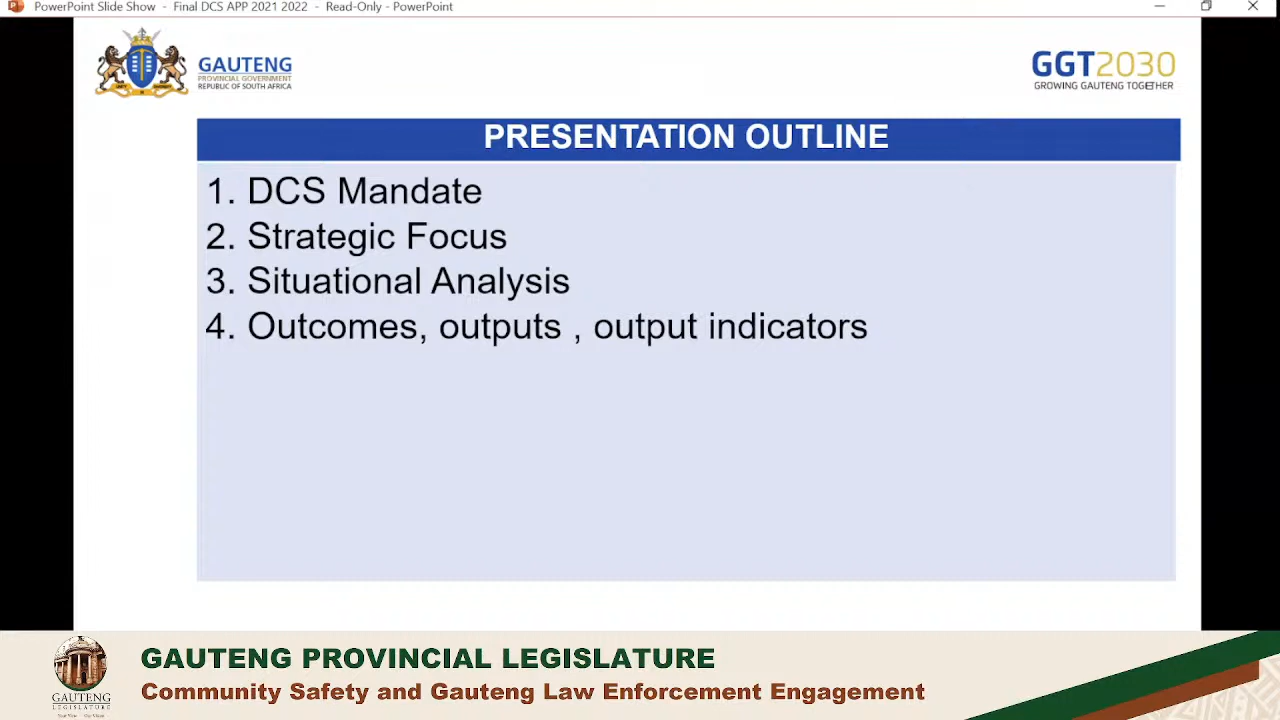 PowerPoint Slide Show - Final DCS APP 2021 2022 - Read-Only - PowerPoint
GAUTENG
PROVINCIAL GOVERNMENT
REPUBLIC OF SOUTH AFRICA
GGT2030
GROWING GAUTENG TOGETHER
PRESENTATION OUTLINE
1. DCS Mandate
2. Strategic Focus
3. Situational Analysis
4. Outcomes, outputs , output indicators
GAUTENG PROVINCIAL LEGISLATURE
Community Safety and Gauteng Law Enforcement Engagement
GAUTENG
LEGISLATURE